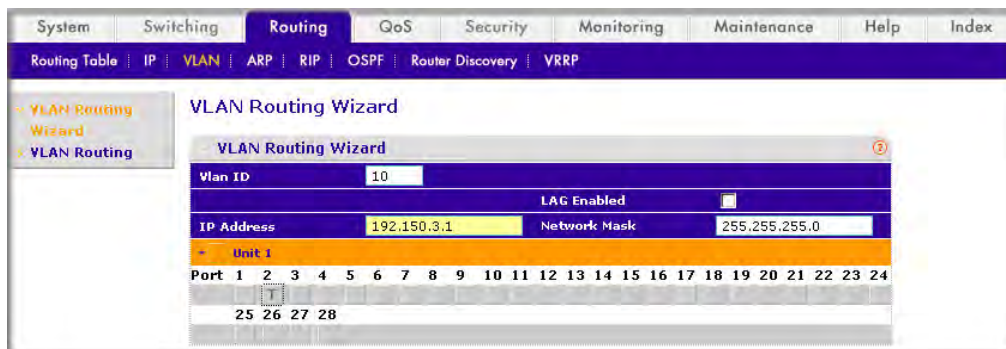 System Switching Routing QoS Security Monitoring Maintenance Help Index
Routing Table IP VLAN ARP RIP OSPF Router Discovery VRRP
VLAN Routing Wizard
VLAN Routing
VLAN Routing Wizard
VLAN Routing Wizard
Vlan ID 10
LAG Enabled
IP Address 192.150.3.1 Network Mask 255.255.255.0
Unit 1
Port 1 2 3 4 5 6 7 8 9 10 11 12 13 14 15 16 17 18 19 20 21 22 23 24
T
25 26 27 28